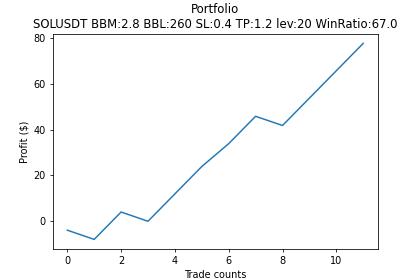 Portfolio
SOLUSDT BBM:2.8 BBL:260 SL:0.4 TP:1.2 lev:20 WinRatio:67.0
80
60
40
20
0
Profit ($)
0 2 4 6 8 10
Trade counts